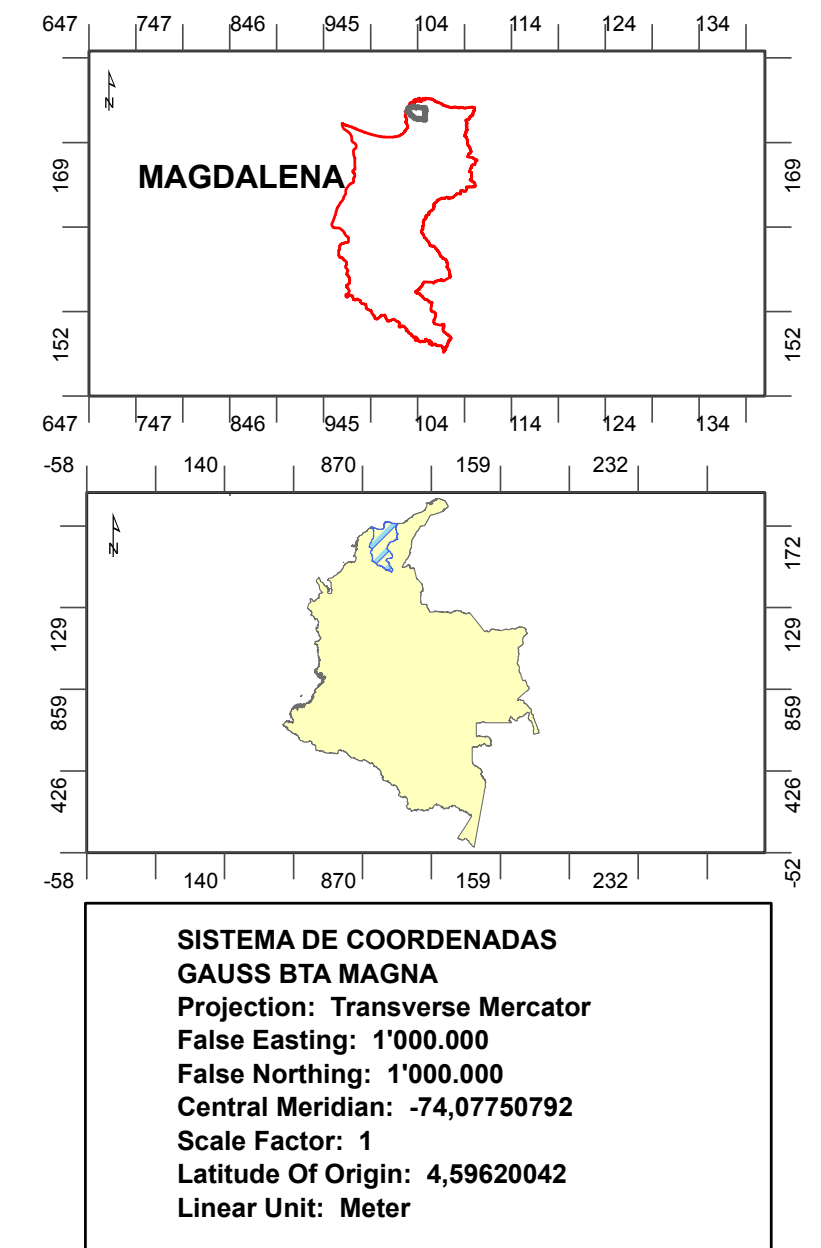 647 747 846 945 104 114 124 134
N
169 169
MAGDALENA
152 152
647 747 846 945 104 114 124 134
-58 140 870 159 232
N
172
129 129
859 859
426 426
-52
-58 140 870 159 232
SISTEMA DE COORDENADAS
GAUSS BTA MAGNA
Projection: Transverse Mercator
False Easting: 1'000.000
False Northing: 1'000.000
Central Meridian: -74,07750792
Scale Factor: 1
Latitude Of Origin: 4,59620042
Linear Unit: Meter